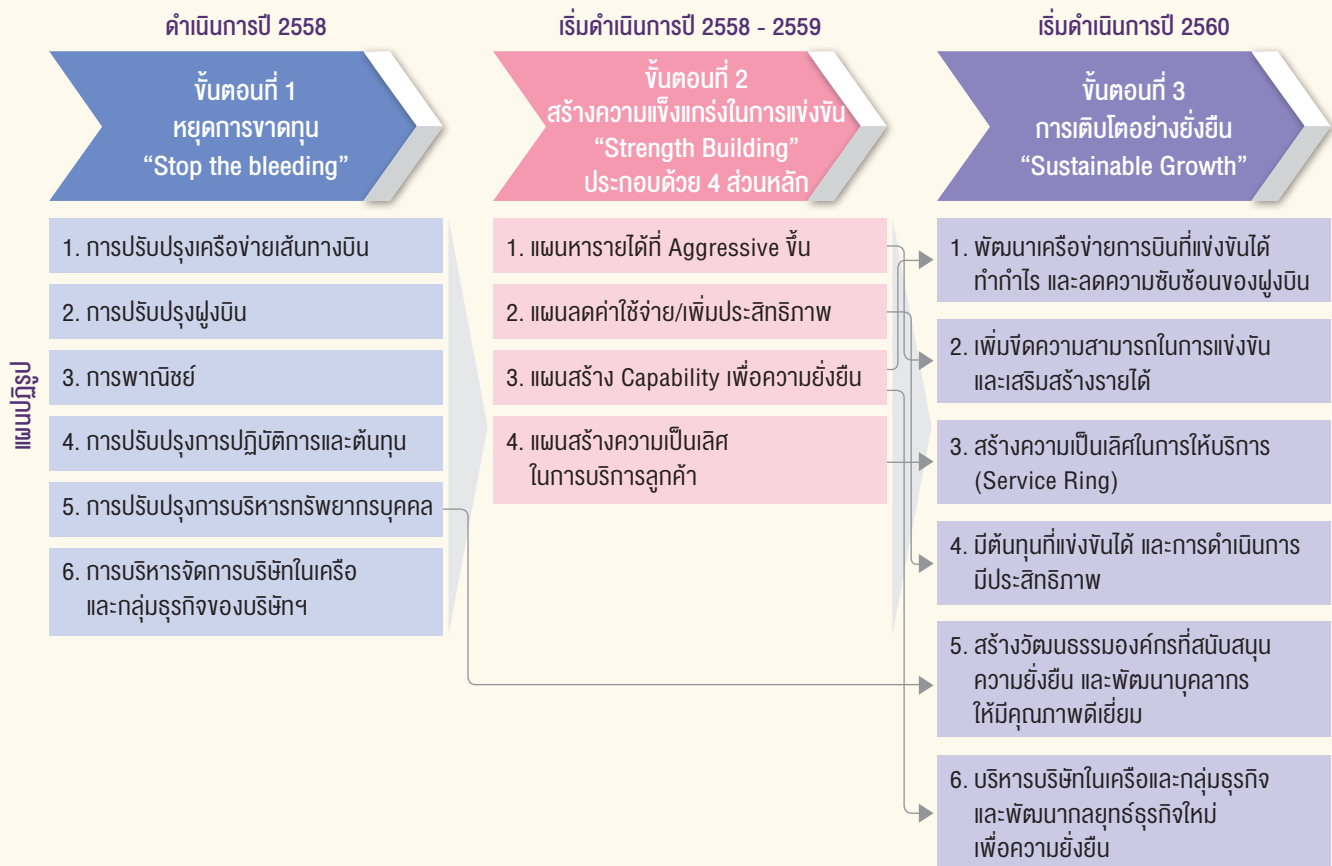 ดำเนินการปี 2558
ขั้นตอนที่ 1
หยุดการขาดทุน
“Stop the bleeding”
1. การปรับปรุงเครือข่ายเส้นทางบิน
2. การปรับปรุงฝูงบิน
3. การพาณิชย์
4. การปรับปรุงการปฏิบัติการและต้นทุน
5. การปรับปรุงการบริหารทรัพยากรบุคคล
6. การบริหารจัดการบริษัทในเครือ
และกลุ่มธุรกิจของบริษัทฯ
แผนปฏิรูป
เริ่มดำเนินการปี 2558 - 2559
ขั้นตอนที่ 2
สร้างความแข็งแกร่งในการแข่งขัน
“Strength Building”
ประกอบด้วย 4 ส่วนหลัก
1. แผนหารายได้ที่ Aggressive ขึ้น
2. แผนลดค่าใช้จ่าย/เพิ่มประสิทธิภาพ
3. แผนสร้าง Capability เพื่อความยั่งยืน
4. แผนสร้างความเป็นเลิศ
ในการบริการลูกค้า
เริ่มดำเนินการปี 2560
ขั้นตอนที่ 3
การเติบโตอย่างยั่งยืน
“Sustainable Growth”
1. พัฒนาเครือข่ายการบินที่แข่งขันได้
ทำกำไร และลดความซับซ้อนของฝูงบิน
2. เพิ่มขีดความสามารถในการแข่งขัน
และเสริมสร้างรายได้
3. สร้างความเป็นเลิศในการให้บริการ
(Service Ring)
4. มีต้นทุนที่แข่งขันได้ และการดำเนินการ
มีประสิทธิภาพ
5. สร้างวัฒนธรรมองค์กรที่สนับสนุน
ความยั่งยืน และพัฒนาบุคลากร
ให้มีคุณภาพดีเยี่ยม
6. บริหารบริษัทในเครือและกลุ่มธุรกิจ
และพัฒนากลยุทธ์ธุรกิจใหม่
เพื่อความยั่งยืน